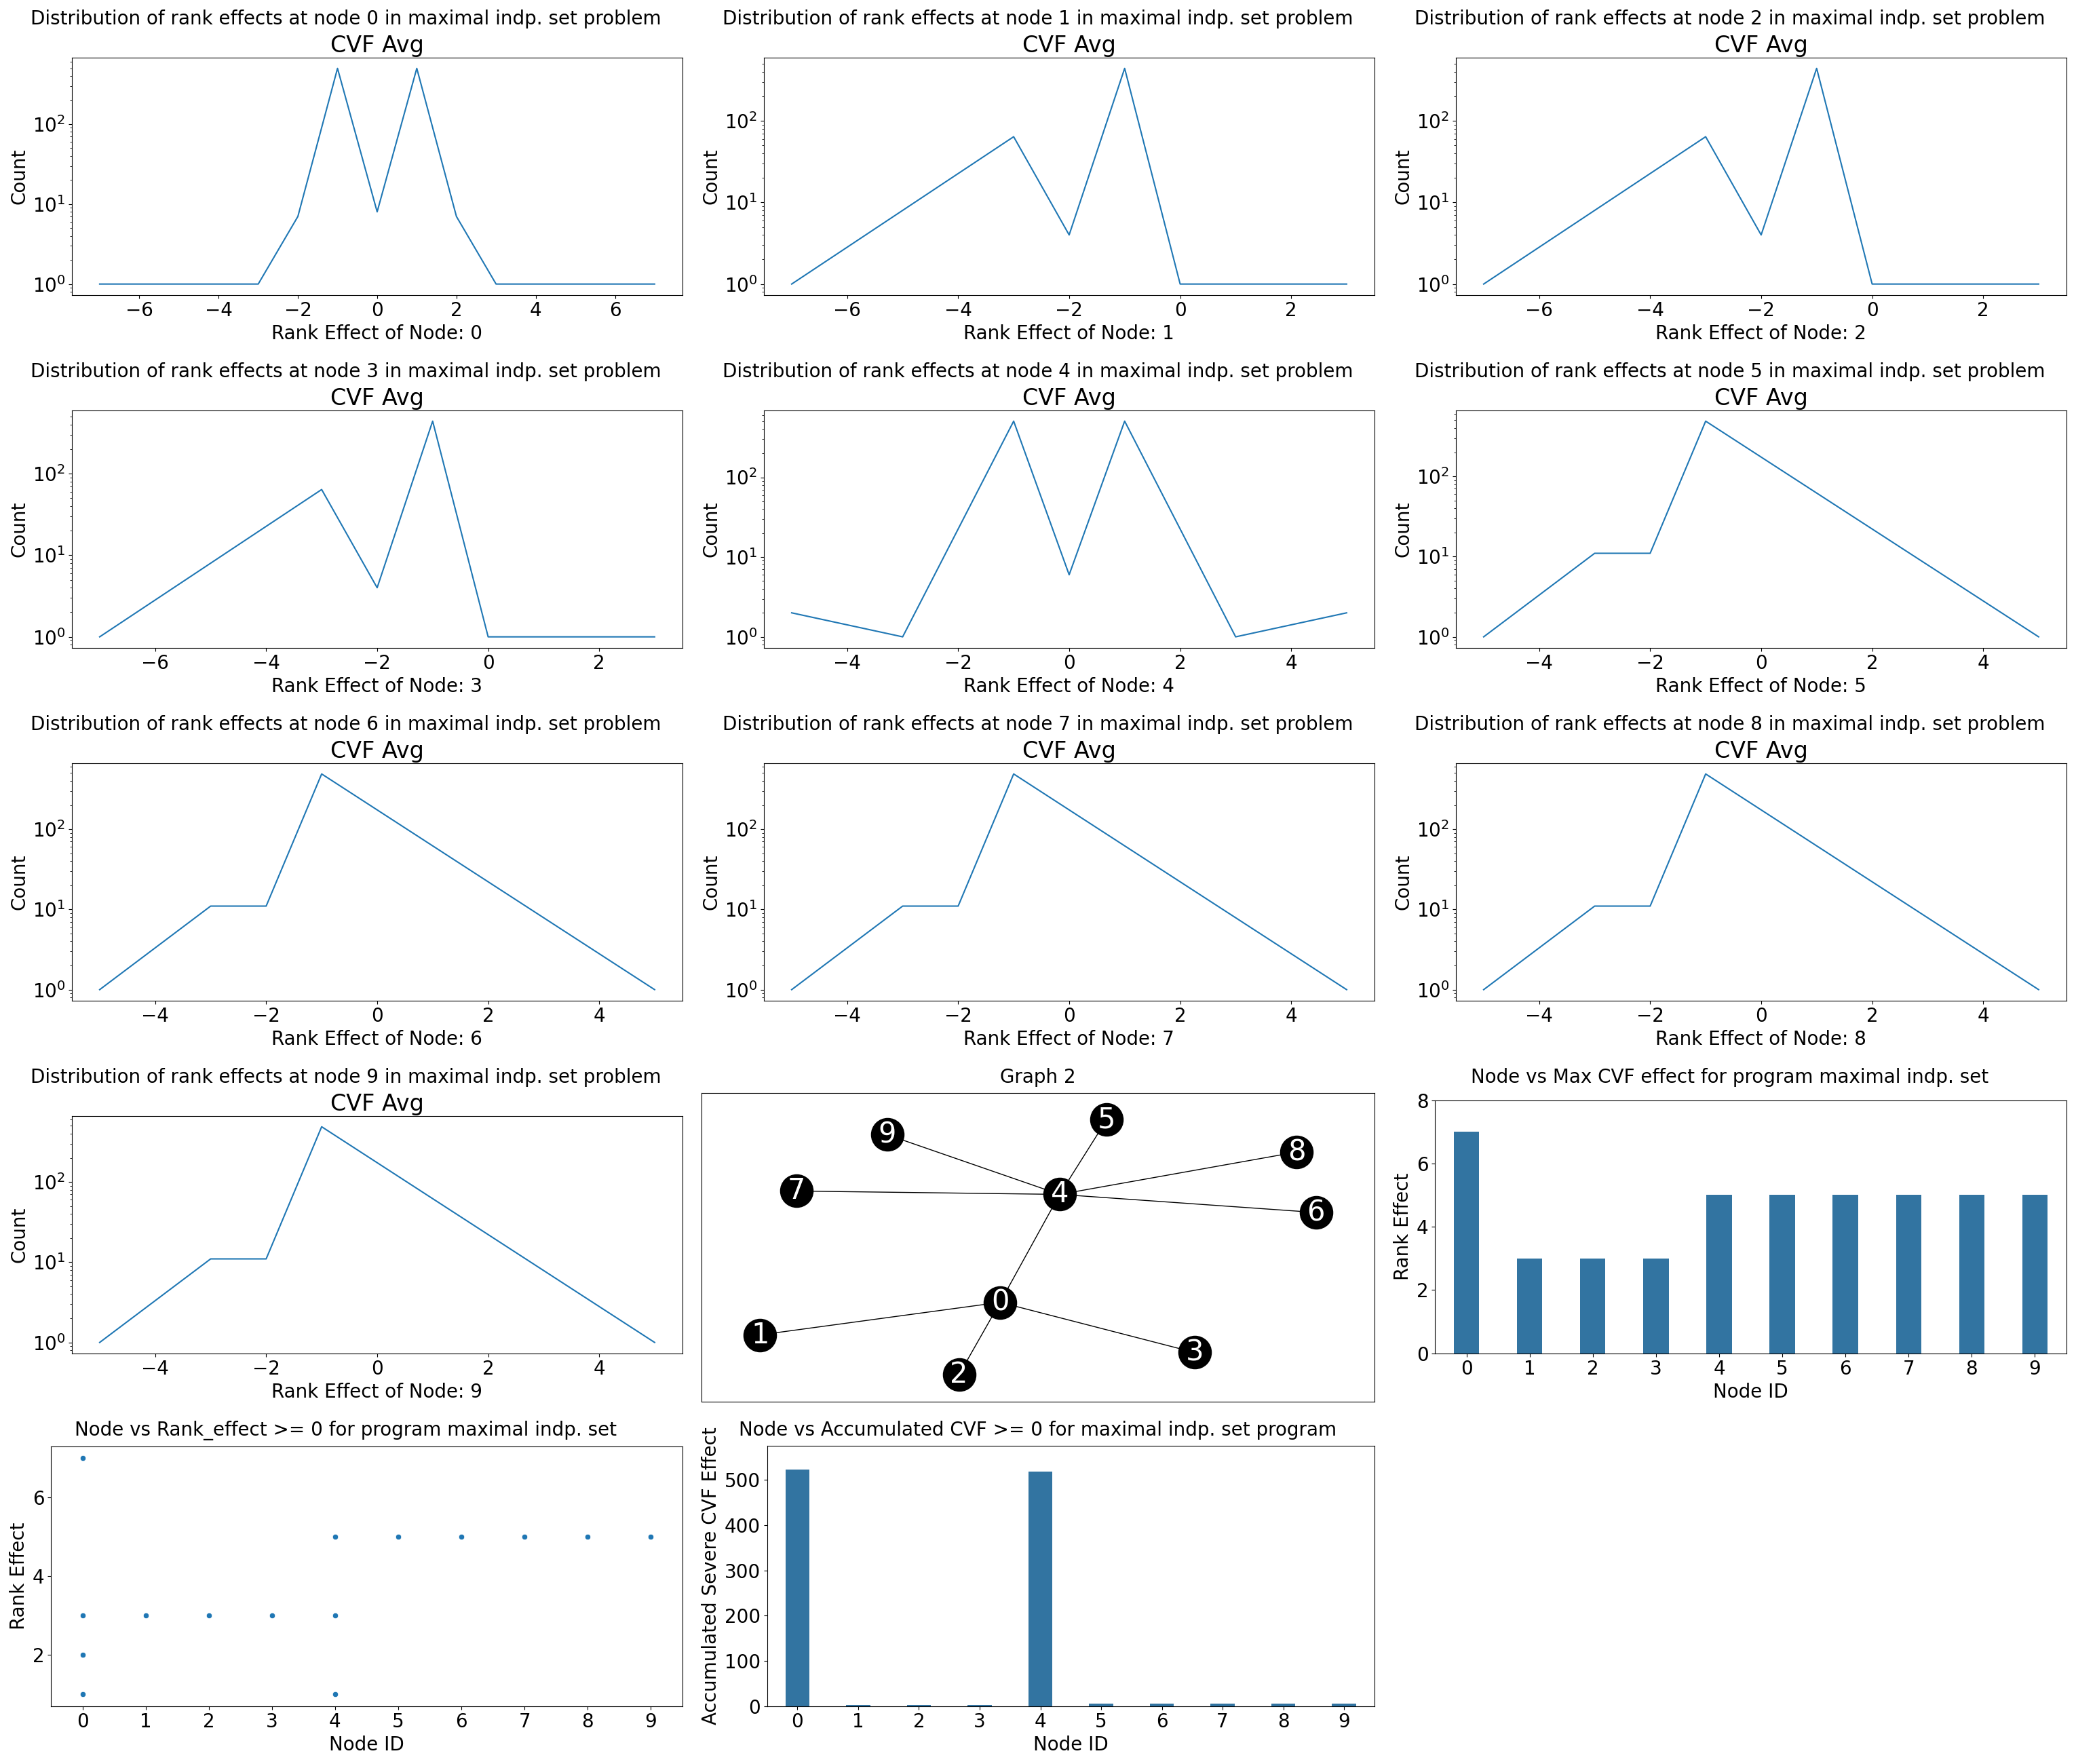 Distribution of rank effects at node 0 in maximal indp. set problem
CVF Avg
Count
10² 10¹ 10⁰
−6 −4 −2 0 2 4 6
Rank Effect of Node: 0
Distribution of rank effects at node 1 in maximal indp. set problem
CVF Avg
Count
10² 10¹ 10⁰
−6 −4 −2 0 2
Rank Effect of Node: 1
Distribution of rank effects at node 2 in maximal indp. set problem
CVF Avg
Count
10² 10¹ 10⁰
−6 −4 −2 0 2
Rank Effect of Node: 2
Distribution of rank effects at node 3 in maximal indp. set problem
CVF Avg
Count
10² 10¹ 10⁰
−6 −4 −2 0 2
Rank Effect of Node: 3
Distribution of rank effects at node 4 in maximal indp. set problem
CVF Avg
Count
10² 10¹ 10⁰
−4 −2 0 2 4
Rank Effect of Node: 4
Distribution of rank effects at node 5 in maximal indp. set problem
CVF Avg
Count
10² 10¹ 10⁰
−4 −2 0 2 4
Rank Effect of Node: 5
Distribution of rank effects at node 6 in maximal indp. set problem
CVF Avg
Count
10² 10¹ 10⁰
−4 −2 0 2 4
Rank Effect of Node: 6
Distribution of rank effects at node 7 in maximal indp. set problem
CVF Avg
Count
10² 10¹ 10⁰
−4 −2 0 2 4
Rank Effect of Node: 7
Distribution of rank effects at node 8 in maximal indp. set problem
CVF Avg
Count
10² 10¹ 10⁰
−4 −2 0 2 4
Rank Effect of Node: 8
Distribution of rank effects at node 9 in maximal indp. set problem
CVF Avg
Count
10² 10¹ 10⁰
−4 −2 0 2 4
Rank Effect of Node: 9
Graph 2
5
9
8
7
4
6
0
1
3
2
Node vs Max CVF effect for program maximal indp. set
Rank Effect
8 6 4 2 0
0 1 2 3 4 5 6 7 8 9
Node ID
Node vs Rank_effect >= 0 for program maximal indp. set
Rank Effect
6 4 2
0 1 2 3 4 5 6 7 8 9
Node ID
Node vs Accumulated CVF >= 0 for maximal indp. set program
Accumulated Severe CVF Effect
500 400 300 200 100 0
0 1 2 3 4 5 6 7 8 9
Node ID